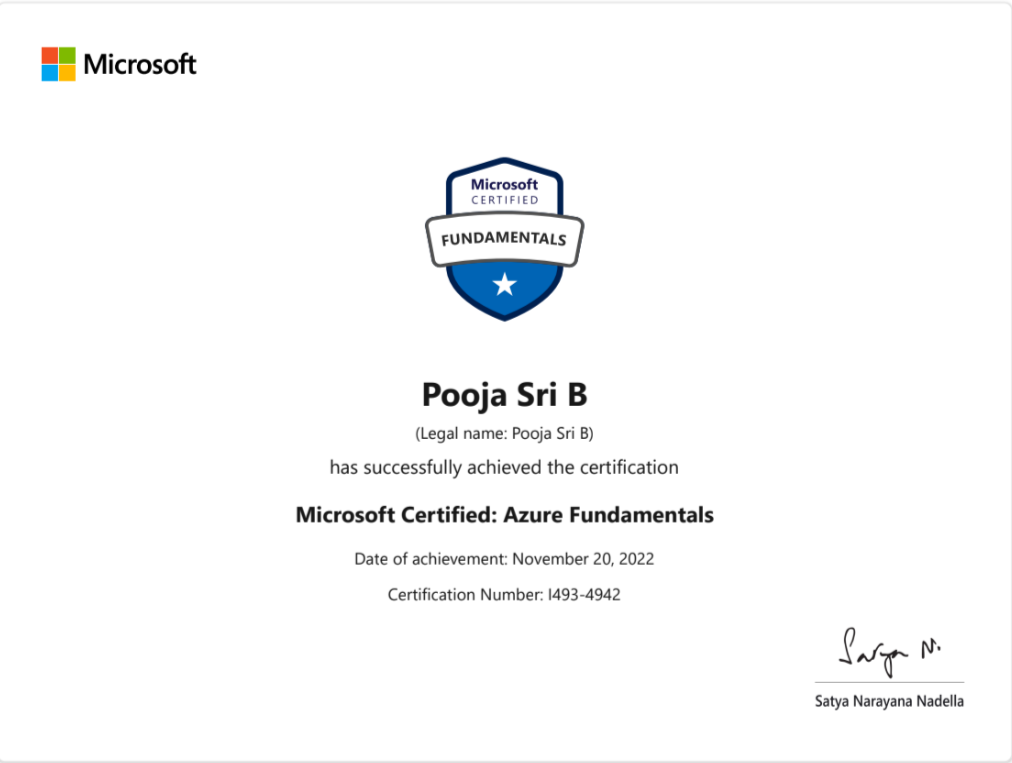 Microsoft
Microsoft
CERTIFIED
FUNDAMENTALS
Pooja Sri B
(Legal name: Pooja Sri B)
has successfully achieved the certification
Microsoft Certified: Azure Fundamentals
Date of achievement: November 20, 2022
Certification Number: I493-4942
Satya N.
Satya Narayana Nadella